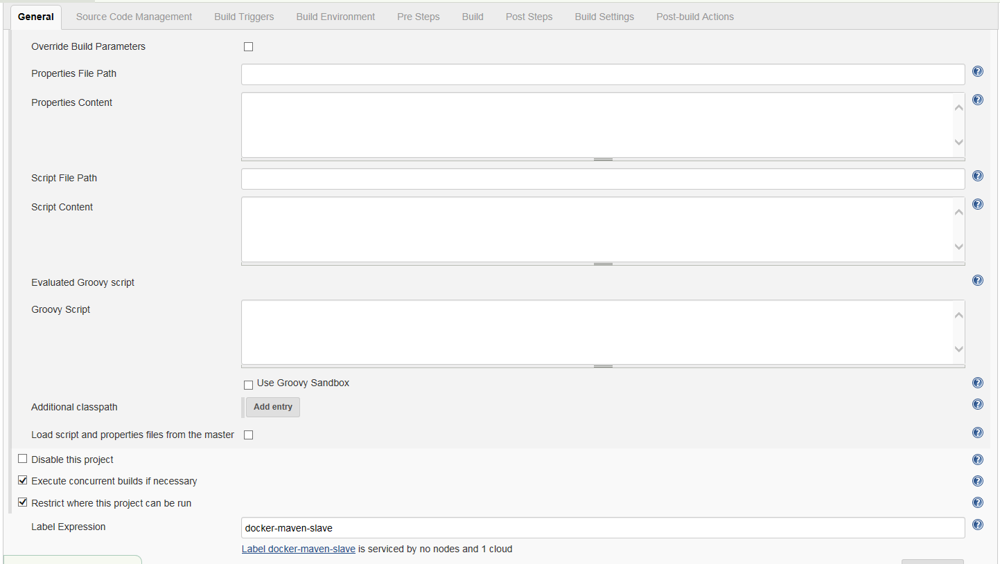 General Source Code Management Build Triggers Build Environment Pre Steps Build Post Steps Build Settings Post-build Actions
Override Build Parameters
Properties File Path
Properties Content
Script File Path
Script Content
Evaluated Groovy script
Groovy Script
Use Groovy Sandbox
Additional classpath Add entry
Load script and properties files from the master
Disable this project
Execute concurrent builds if necessary
Restrict where this project can be run
Label Expression docker-maven-slave
Label docker-maven-slave is serviced by no nodes and 1 cloud